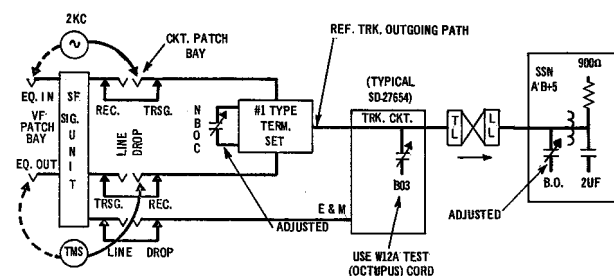 2KC
CKT. PATCH
BAY
REF. TRK. OUTGOING PATH
EQ. IN
VF PATCH
BAY
EQ. OUT
SF
SIG.
UNIT
REC.
TRSG.
LINE
DROP
NBOC
#1 TYPE
TERM.
SET
(TYPICAL
SD-27654)
TRK. CKT.
B03
TL
LL
SSN
A'B+5
900Ω
B.O.
2UF
TRSG.
REC.
ADJUSTED
E & M
ADJUSTED
TMS
LINE
DROP
USE W12A TEST
(OCTUPUS) CORD